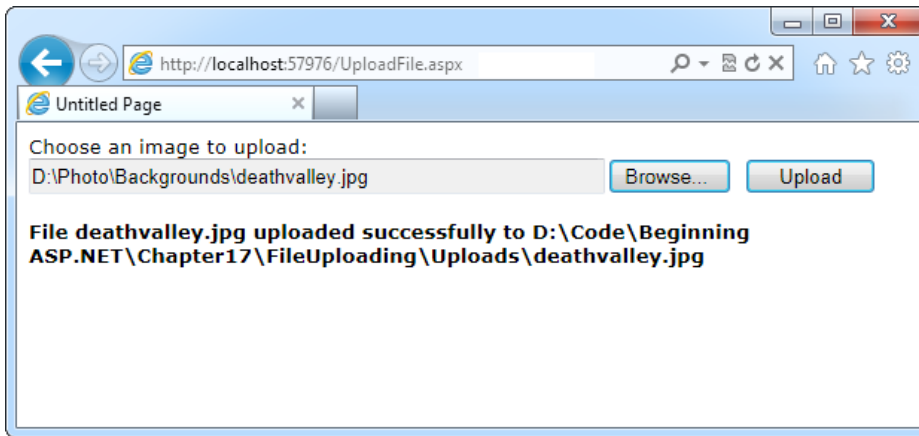 http://localhost:57976/UploadFile.aspx
Untitled Page
Choose an image to upload:
D:\Photo\Backgrounds\deathvalley.jpg Browse... Upload
File deathvalley.jpg uploaded successfully to D:\Code\Beginning
ASP.NET\Chapter17\FileUploading\Uploads\deathvalley.jpg